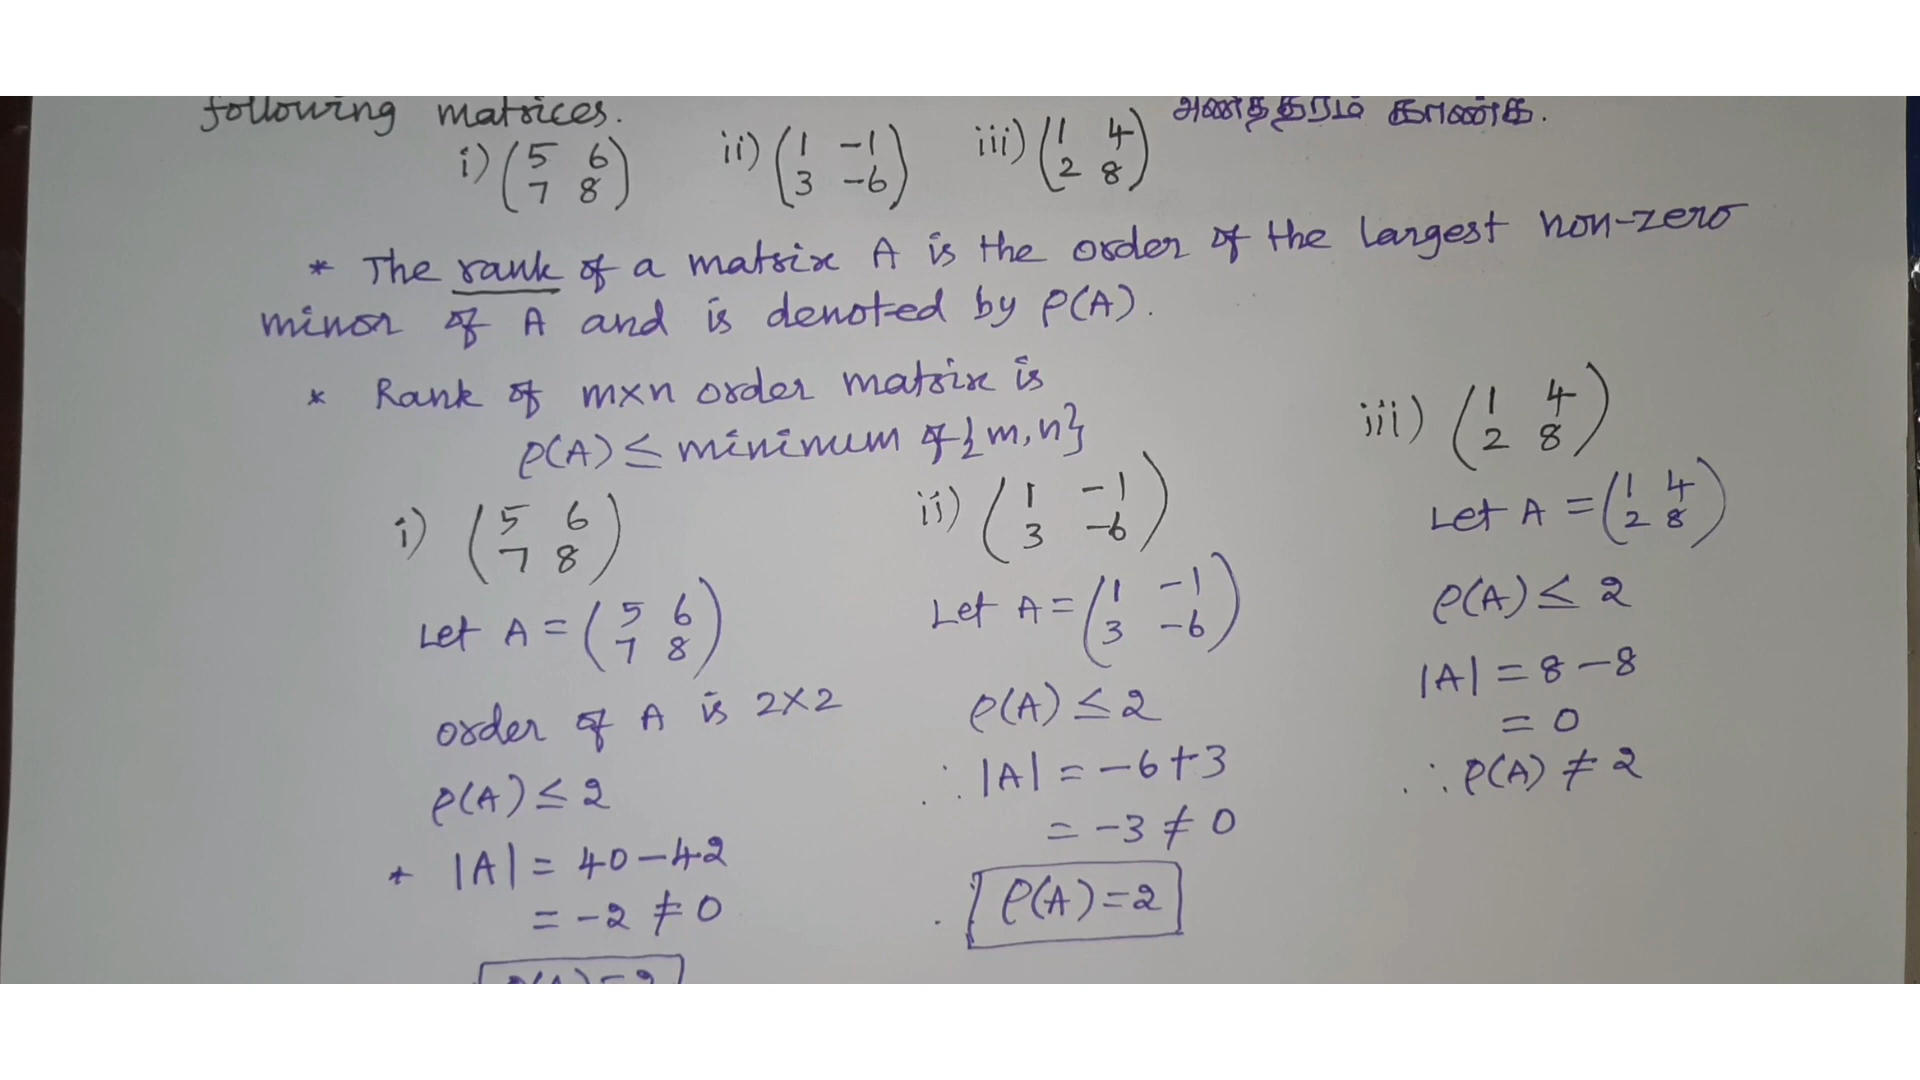 following matrices.
அணித்தரம் காண்க.
i) (5 6
7 8)
ii) (1 -1
3 -6)
iii) (1 4
2 8)
* The rank of a matrix A is the order of the largest non-zero
minor of A and is denoted by ρ(A).
* Rank of m×n order matrix is
ρ(A) ≤ minimum of {m,n}
i) (5 6
7 8)
Let A = (5 6
7 8)
order of A is 2×2
ρ(A) ≤ 2
* |A| = 40-42
= -2 ≠ 0
ρ(A)=2
ii) (1 -1
3 -6)
Let A = (1 -1
3 -6)
ρ(A) ≤ 2
∴ |A| = -6+3
= -3 ≠ 0
ρ(A)=2
iii) (1 4
2 8)
Let A = (1 4
2 8)
ρ(A) ≤ 2
|A| = 8-8
= 0
∴ ρ(A) ≠ 2